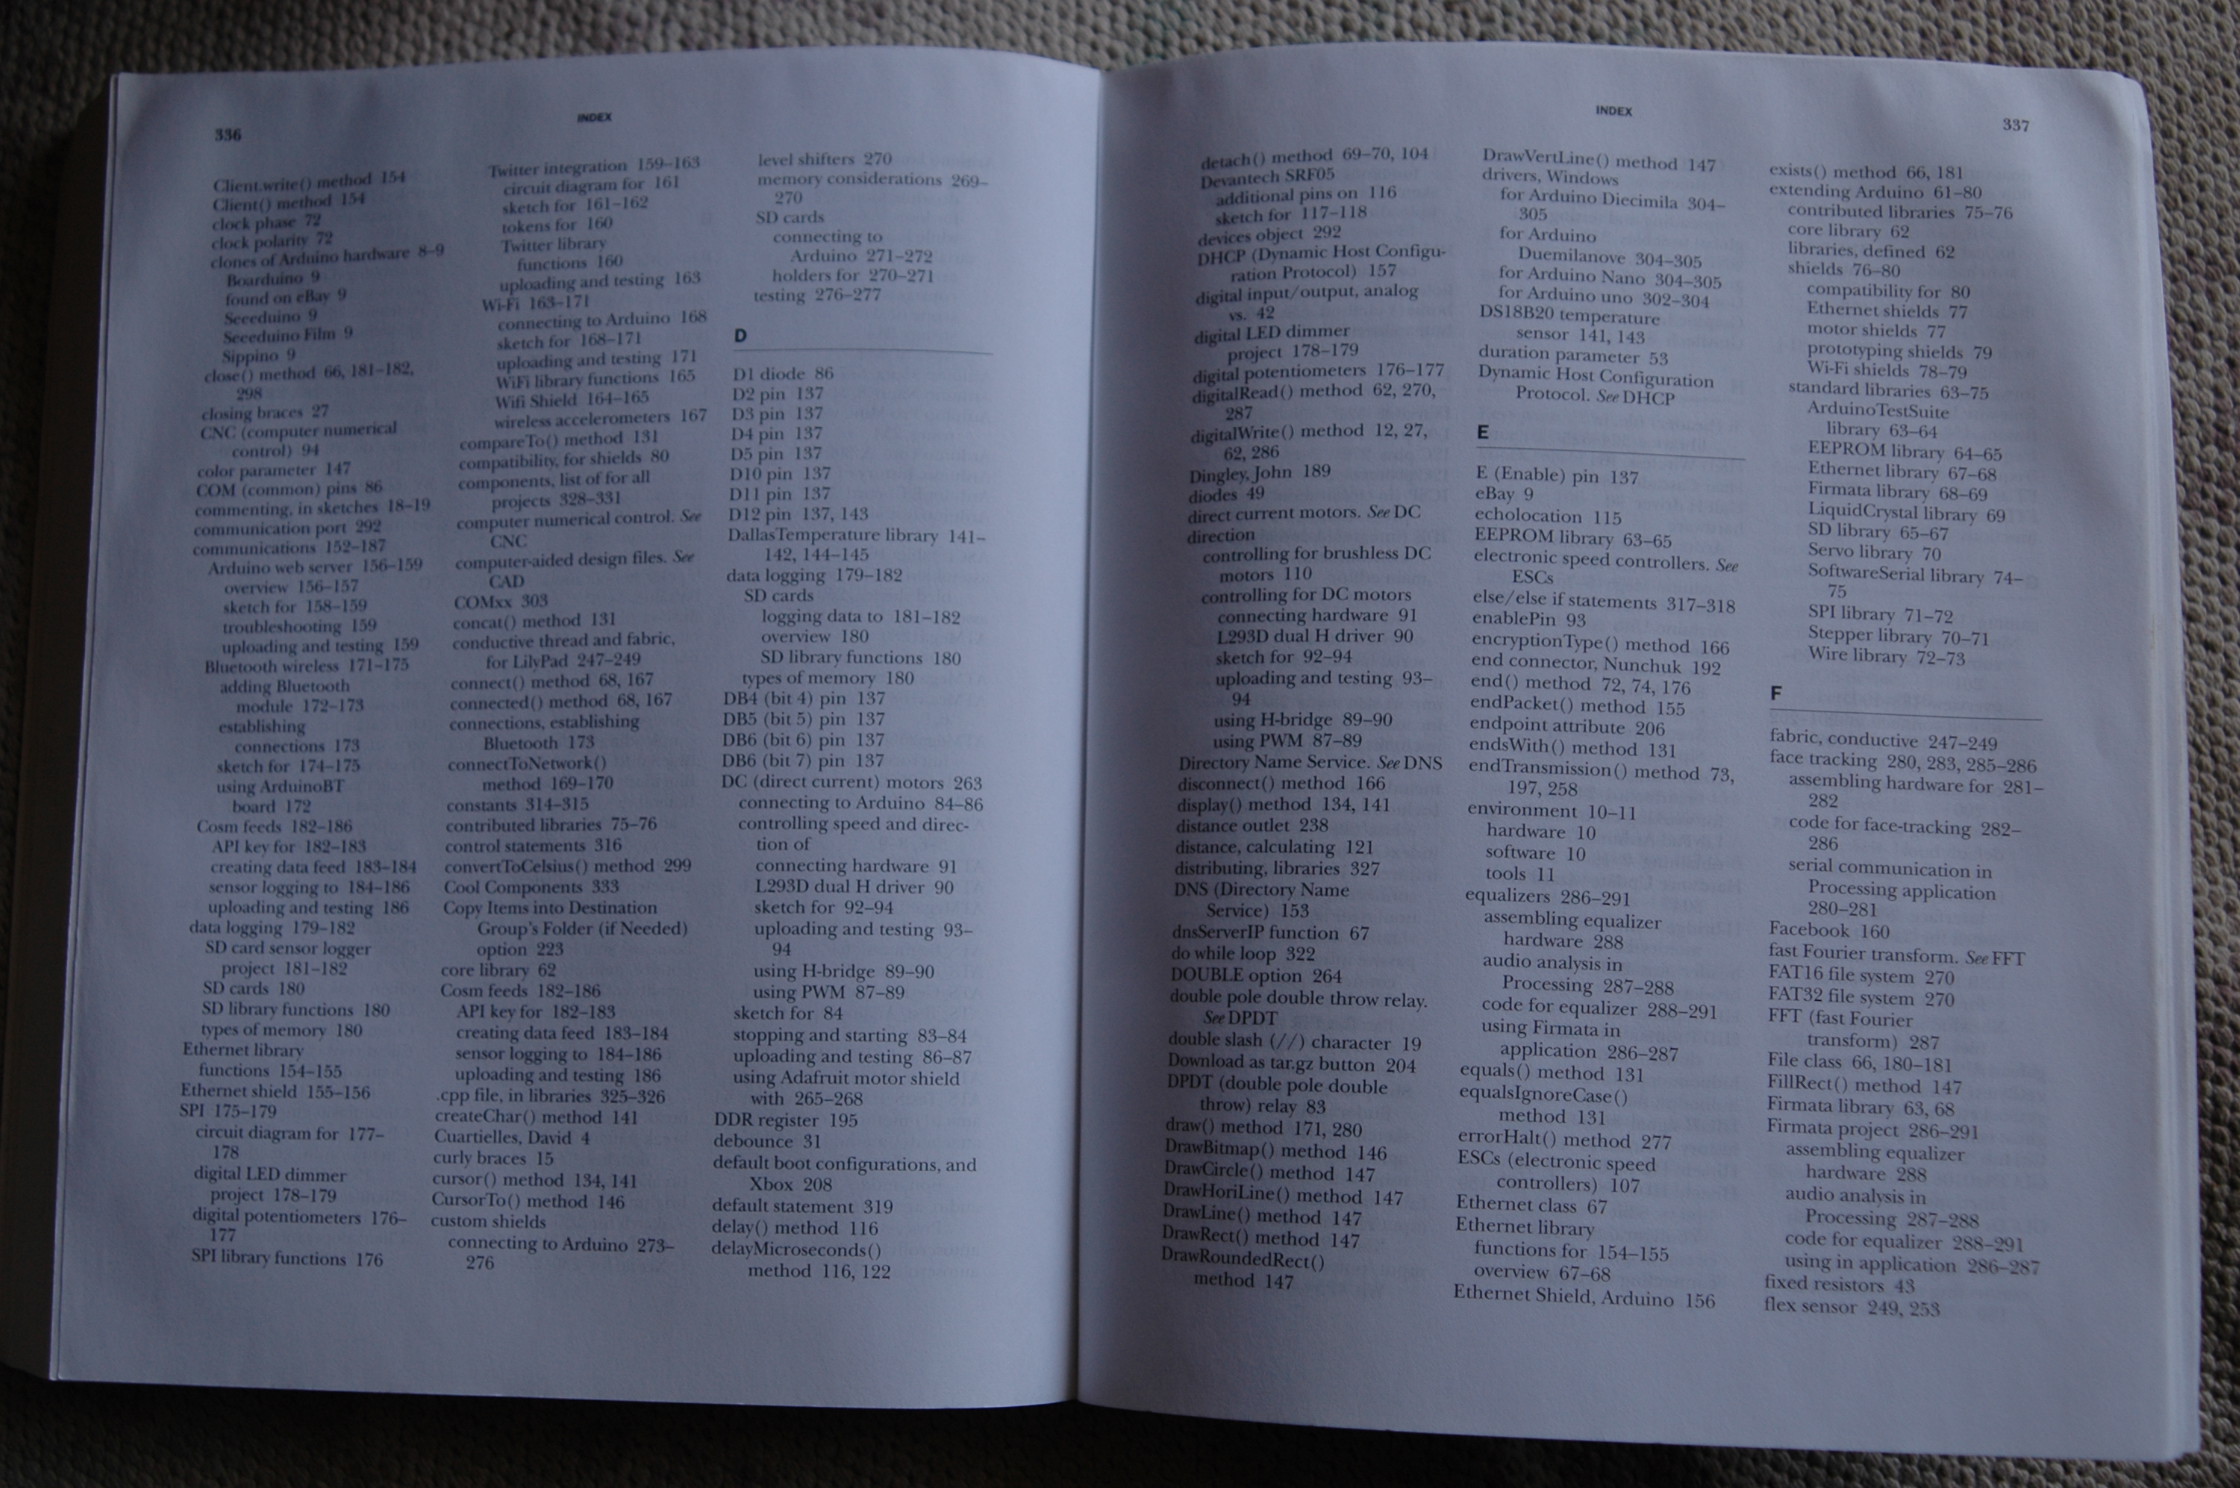 336
INDEX
Client.write() method 154
Client() method 154
clock phase 72
clock polarity 72
clones of Arduino hardware 8–9
Boarduino 9
found on eBay 9
Seeeduino 9
Seeeduino Film 9
Sippino 9
close() method 66, 181–182,
298
closing braces 27
CNC (computer numerical
control) 94
color parameter 147
COM (common) pins 86
commenting, in sketches 18–19
communication port 292
communications 152–187
Arduino web server 156–159
overview 156–157
sketch for 158–159
troubleshooting 159
uploading and testing 159
Bluetooth wireless 171–175
adding Bluetooth
module 172–173
establishing
connections 173
sketch for 174–175
using ArduinoBT
board 172
Cosm feeds 182–186
API key for 182–183
creating data feed 183–184
sensor logging to 184–186
uploading and testing 186
data logging 179–182
SD card sensor logger
project 181–182
SD cards 180
SD library functions 180
types of memory 180
Ethernet library
functions 154–155
Ethernet shield 155–156
SPI 175–179
circuit diagram for 177–
178
digital LED dimmer
project 178–179
digital potentiometers 176–
177
SPI library functions 176
Twitter integration 159–163
circuit diagram for 161
sketch for 161–162
tokens for 160
Twitter library
functions 160
uploading and testing 163
Wi-Fi 163–171
connecting to Arduino 168
sketch for 168–171
uploading and testing 171
WiFi library functions 165
Wifi Shield 164–165
wireless accelerometers 167
compareTo() method 131
compatibility, for shields 80
components, list of for all
projects 328–331
computer numerical control. See
CNC
computer-aided design files. See
CAD
COMxx 303
concat() method 131
conductive thread and fabric,
for LilyPad 247–249
connect() method 68, 167
connected() method 68, 167
connections, establishing
Bluetooth 173
connectToNetwork()
method 169–170
constants 314–315
contributed libraries 75–76
control statements 316
convertToCelsius() method 299
Cool Components 333
Copy Items into Destination
Group's Folder (if Needed)
option 223
core library 62
Cosm feeds 182–186
API key for 182–183
creating data feed 183–184
sensor logging to 184–186
uploading and testing 186
.cpp file, in libraries 325–326
createChar() method 141
Cuartielles, David 4
curly braces 15
cursor() method 134, 141
CursorTo() method 146
custom shields
connecting to Arduino 273–
276
level shifters 270
memory considerations 269–
270
SD cards
connecting to
Arduino 271–272
holders for 270–271
testing 276–277
D
D1 diode 86
D2 pin 137
D3 pin 137
D4 pin 137
D5 pin 137
D10 pin 137
D11 pin 137
D12 pin 137, 143
DallasTemperature library 141–
142, 144–145
data logging 179–182
SD cards
logging data to 181–182
overview 180
SD library functions 180
types of memory 180
DB4 (bit 4) pin 137
DB5 (bit 5) pin 137
DB6 (bit 6) pin 137
DB6 (bit 7) pin 137
DC (direct current) motors 263
connecting to Arduino 84–86
controlling speed and direc-
tion of
connecting hardware 91
L293D dual H driver 90
sketch for 92–94
uploading and testing 93–
94
using H-bridge 89–90
using PWM 87–89
sketch for 84
stopping and starting 83–84
uploading and testing 86–87
using Adafruit motor shield
with 265–268
DDR register 195
debounce 31
default boot configurations, and
Xbox 208
default statement 319
delay() method 116
delayMicroseconds()
method 116, 122
INDEX
337
detach() method 69–70, 104
Devantech SRF05
additional pins on 116
sketch for 117–118
devices object 292
DHCP (Dynamic Host Configu-
ration Protocol) 157
digital input/output, analog
vs. 42
digital LED dimmer
project 178–179
digital potentiometers 176–177
digitalRead() method 62, 270,
287
digitalWrite() method 12, 27,
62, 286
Dingley, John 189
diodes 49
direct current motors. See DC
direction
controlling for brushless DC
motors 110
controlling for DC motors
connecting hardware 91
L293D dual H driver 90
sketch for 92–94
uploading and testing 93–
94
using H-bridge 89–90
using PWM 87–89
Directory Name Service. See DNS
disconnect() method 166
display() method 134, 141
distance outlet 238
distance, calculating 121
distributing, libraries 327
DNS (Directory Name
Service) 153
dnsServerIP function 67
do while loop 322
DOUBLE option 264
double pole double throw relay.
See DPDT
double slash (//) character 19
Download as tar.gz button 204
DPDT (double pole double
throw) relay 83
draw() method 171, 280
DrawBitmap() method 146
DrawCircle() method 147
DrawHoriLine() method 147
DrawLine() method 147
DrawRect() method 147
DrawRoundedRect()
method 147
DrawVertLine() method 147
drivers, Windows
for Arduino Diecimila 304–
305
for Arduino
Duemilanove 304–305
for Arduino Nano 304–305
for Arduino uno 302–304
DS18B20 temperature
sensor 141, 143
duration parameter 53
Dynamic Host Configuration
Protocol. See DHCP
E
E (Enable) pin 137
eBay 9
echolocation 115
EEPROM library 63–65
electronic speed controllers. See
ESCs
else/else if statements 317–318
enablePin 93
encryptionType() method 166
end connector, Nunchuk 192
end() method 72, 74, 176
endPacket() method 155
endpoint attribute 206
endsWith() method 131
endTransmission() method 73,
197, 258
environment 10–11
hardware 10
software 10
tools 11
equalizers 286–291
assembling equalizer
hardware 288
audio analysis in
Processing 287–288
code for equalizer 288–291
using Firmata in
application 286–287
equals() method 131
equalsIgnoreCase()
method 131
errorHalt() method 277
ESCs (electronic speed
controllers) 107
Ethernet class 67
Ethernet library
functions for 154–155
overview 67–68
Ethernet Shield, Arduino 156
exists() method 66, 181
extending Arduino 61–80
contributed libraries 75–76
core library 62
libraries, defined 62
shields 76–80
compatibility for 80
Ethernet shields 77
motor shields 77
prototyping shields 79
Wi-Fi shields 78–79
standard libraries 63–75
ArduinoTestSuite
library 63–64
EEPROM library 64–65
Ethernet library 67–68
Firmata library 68–69
LiquidCrystal library 69
SD library 65–67
Servo library 70
SoftwareSerial library 74–
75
SPI library 71–72
Stepper library 70–71
Wire library 72–73
F
fabric, conductive 247–249
face tracking 280, 283, 285–286
assembling hardware for 281–
282
code for face-tracking 282–
286
serial communication in
Processing application
280–281
Facebook 160
fast Fourier transform. See FFT
FAT16 file system 270
FAT32 file system 270
FFT (fast Fourier
transform) 287
File class 66, 180–181
FillRect() method 147
Firmata library 63, 68
Firmata project 286–291
assembling equalizer
hardware 288
audio analysis in
Processing 287–288
code for equalizer 288–291
using in application 286–287
fixed resistors 43
flex sensor 249, 253